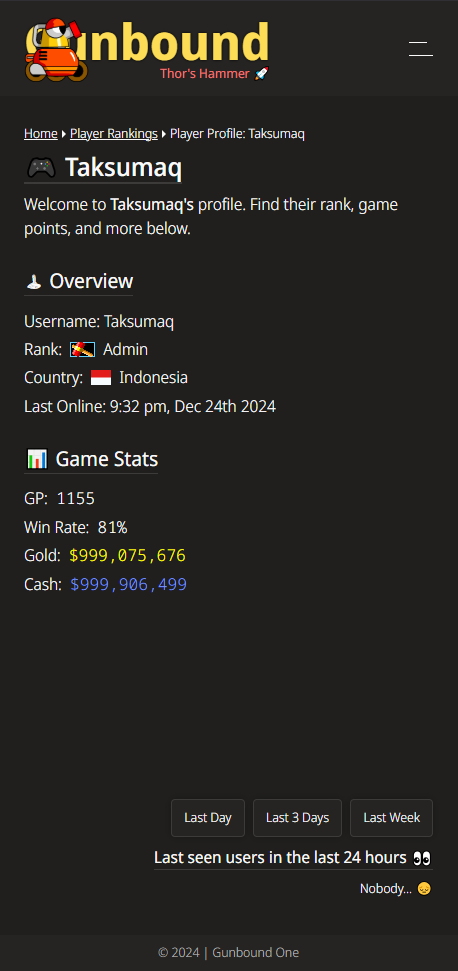 Gunbound
Thor's Hammer 🚀
Home ▸ Player Rankings ▸ Player Profile: Taksumaq
🎮 Taksumaq
Welcome to Taksumaq's profile. Find their rank, game
points, and more below.
🕹️ Overview
Username: Taksumaq
Rank: Admin
Country: 🇮🇩 Indonesia
Last Online: 9:32 pm, Dec 24th 2024
📊 Game Stats
GP: 1155
Win Rate: 81%
Gold: $999,075,676
Cash: $999,906,499
Last Day Last 3 Days Last Week
Last seen users in the last 24 hours 👀
Nobody... 😞
© 2024 | Gunbound One